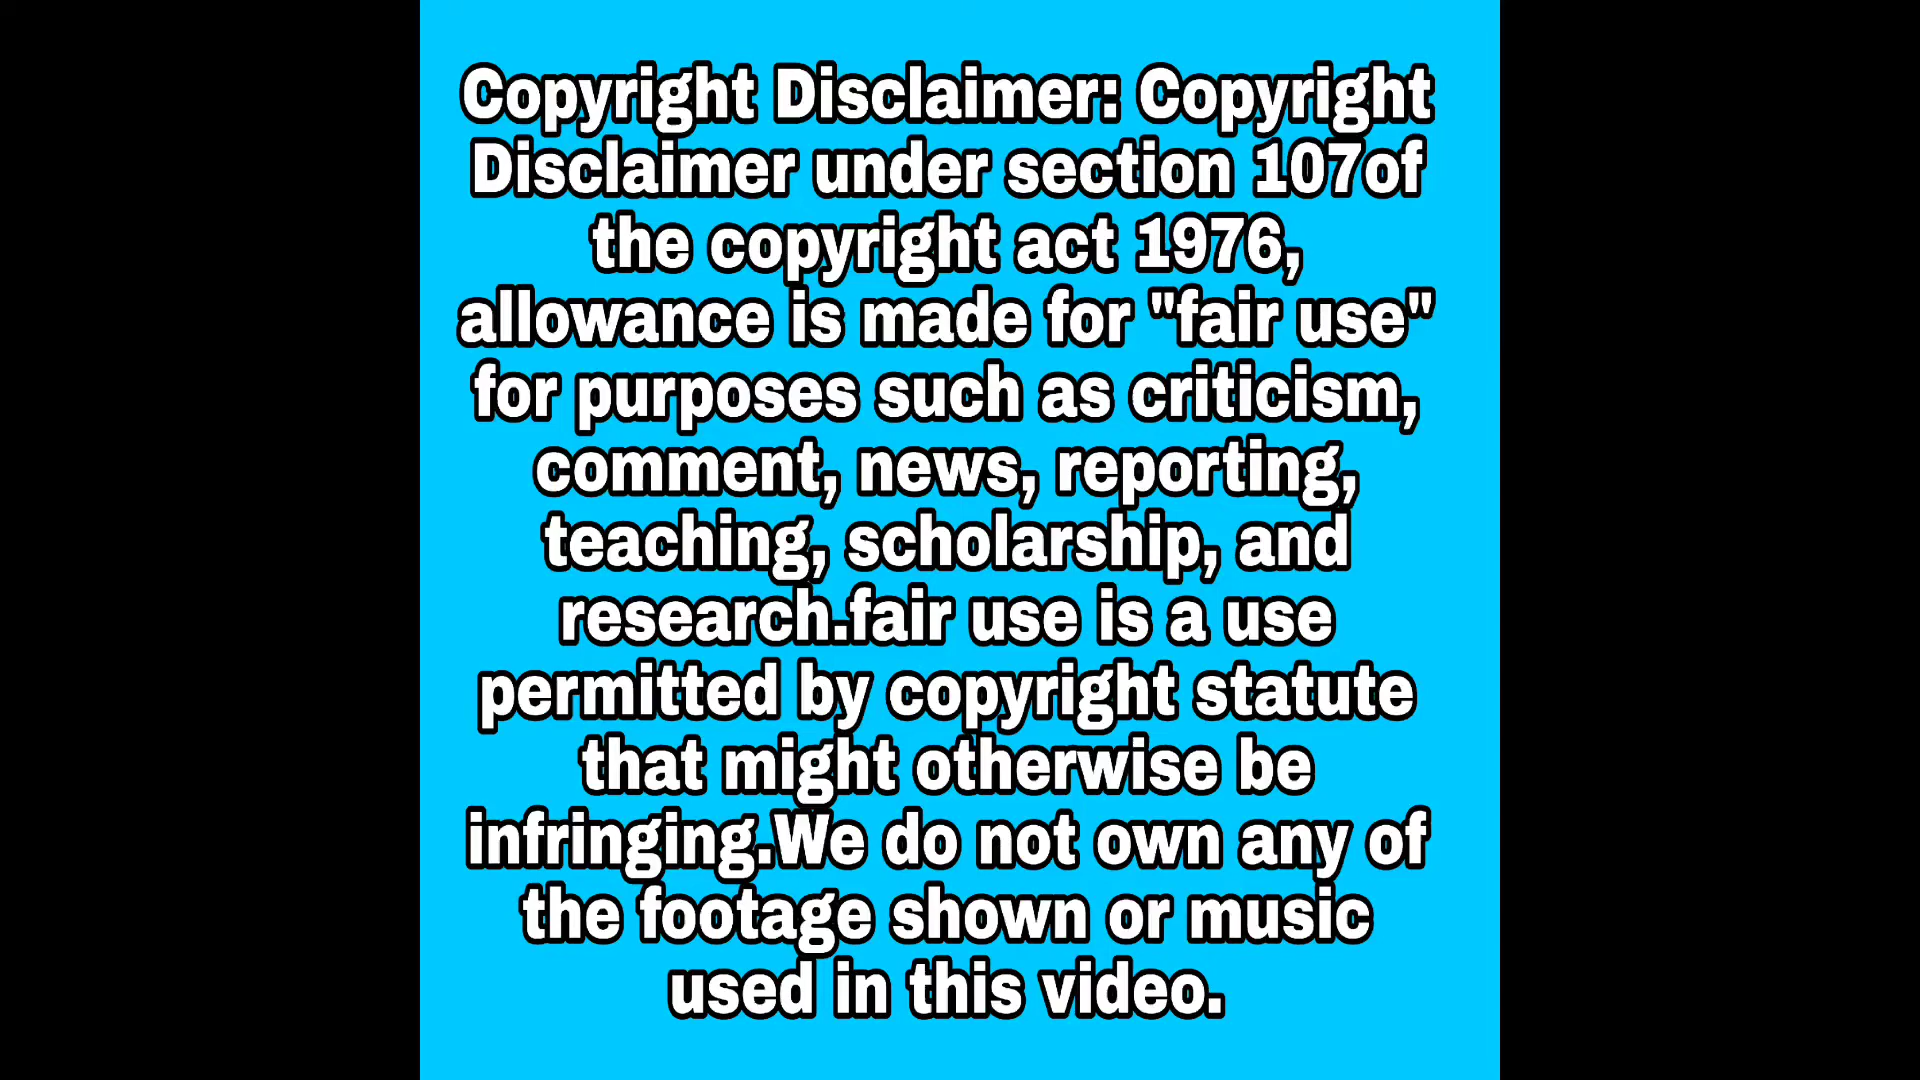 Copyright Disclaimer: Copyright
Disclaimer under section 107of
the copyright act 1976,
allowance is made for "fair use"
for purposes such as criticism,
comment, news, reporting,
teaching, scholarship, and
research.fair use is a use
permitted by copyright statute
that might otherwise be
infringing.We do not own any of
the footage shown or music
used in this video.